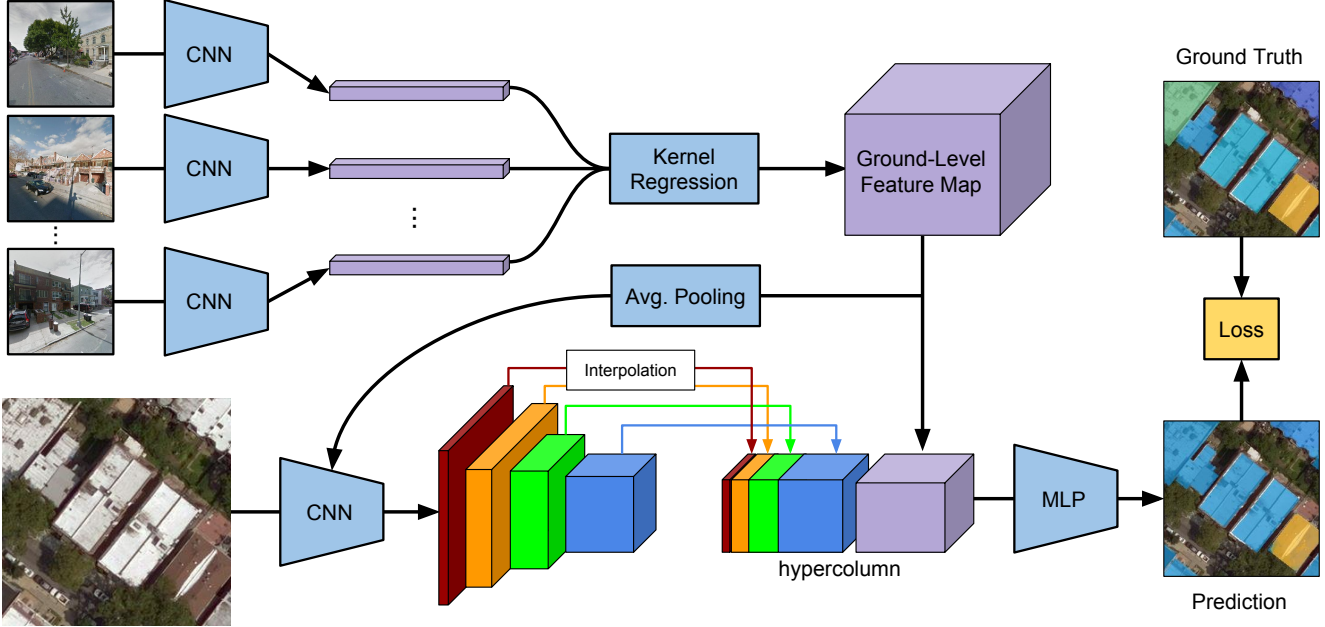 CNN
CNN
CNN
Kernel
Regression
Ground-Level
Feature Map
Ground Truth
Avg. Pooling
Loss
Interpolation
CNN
MLP
hypercolumn
Prediction